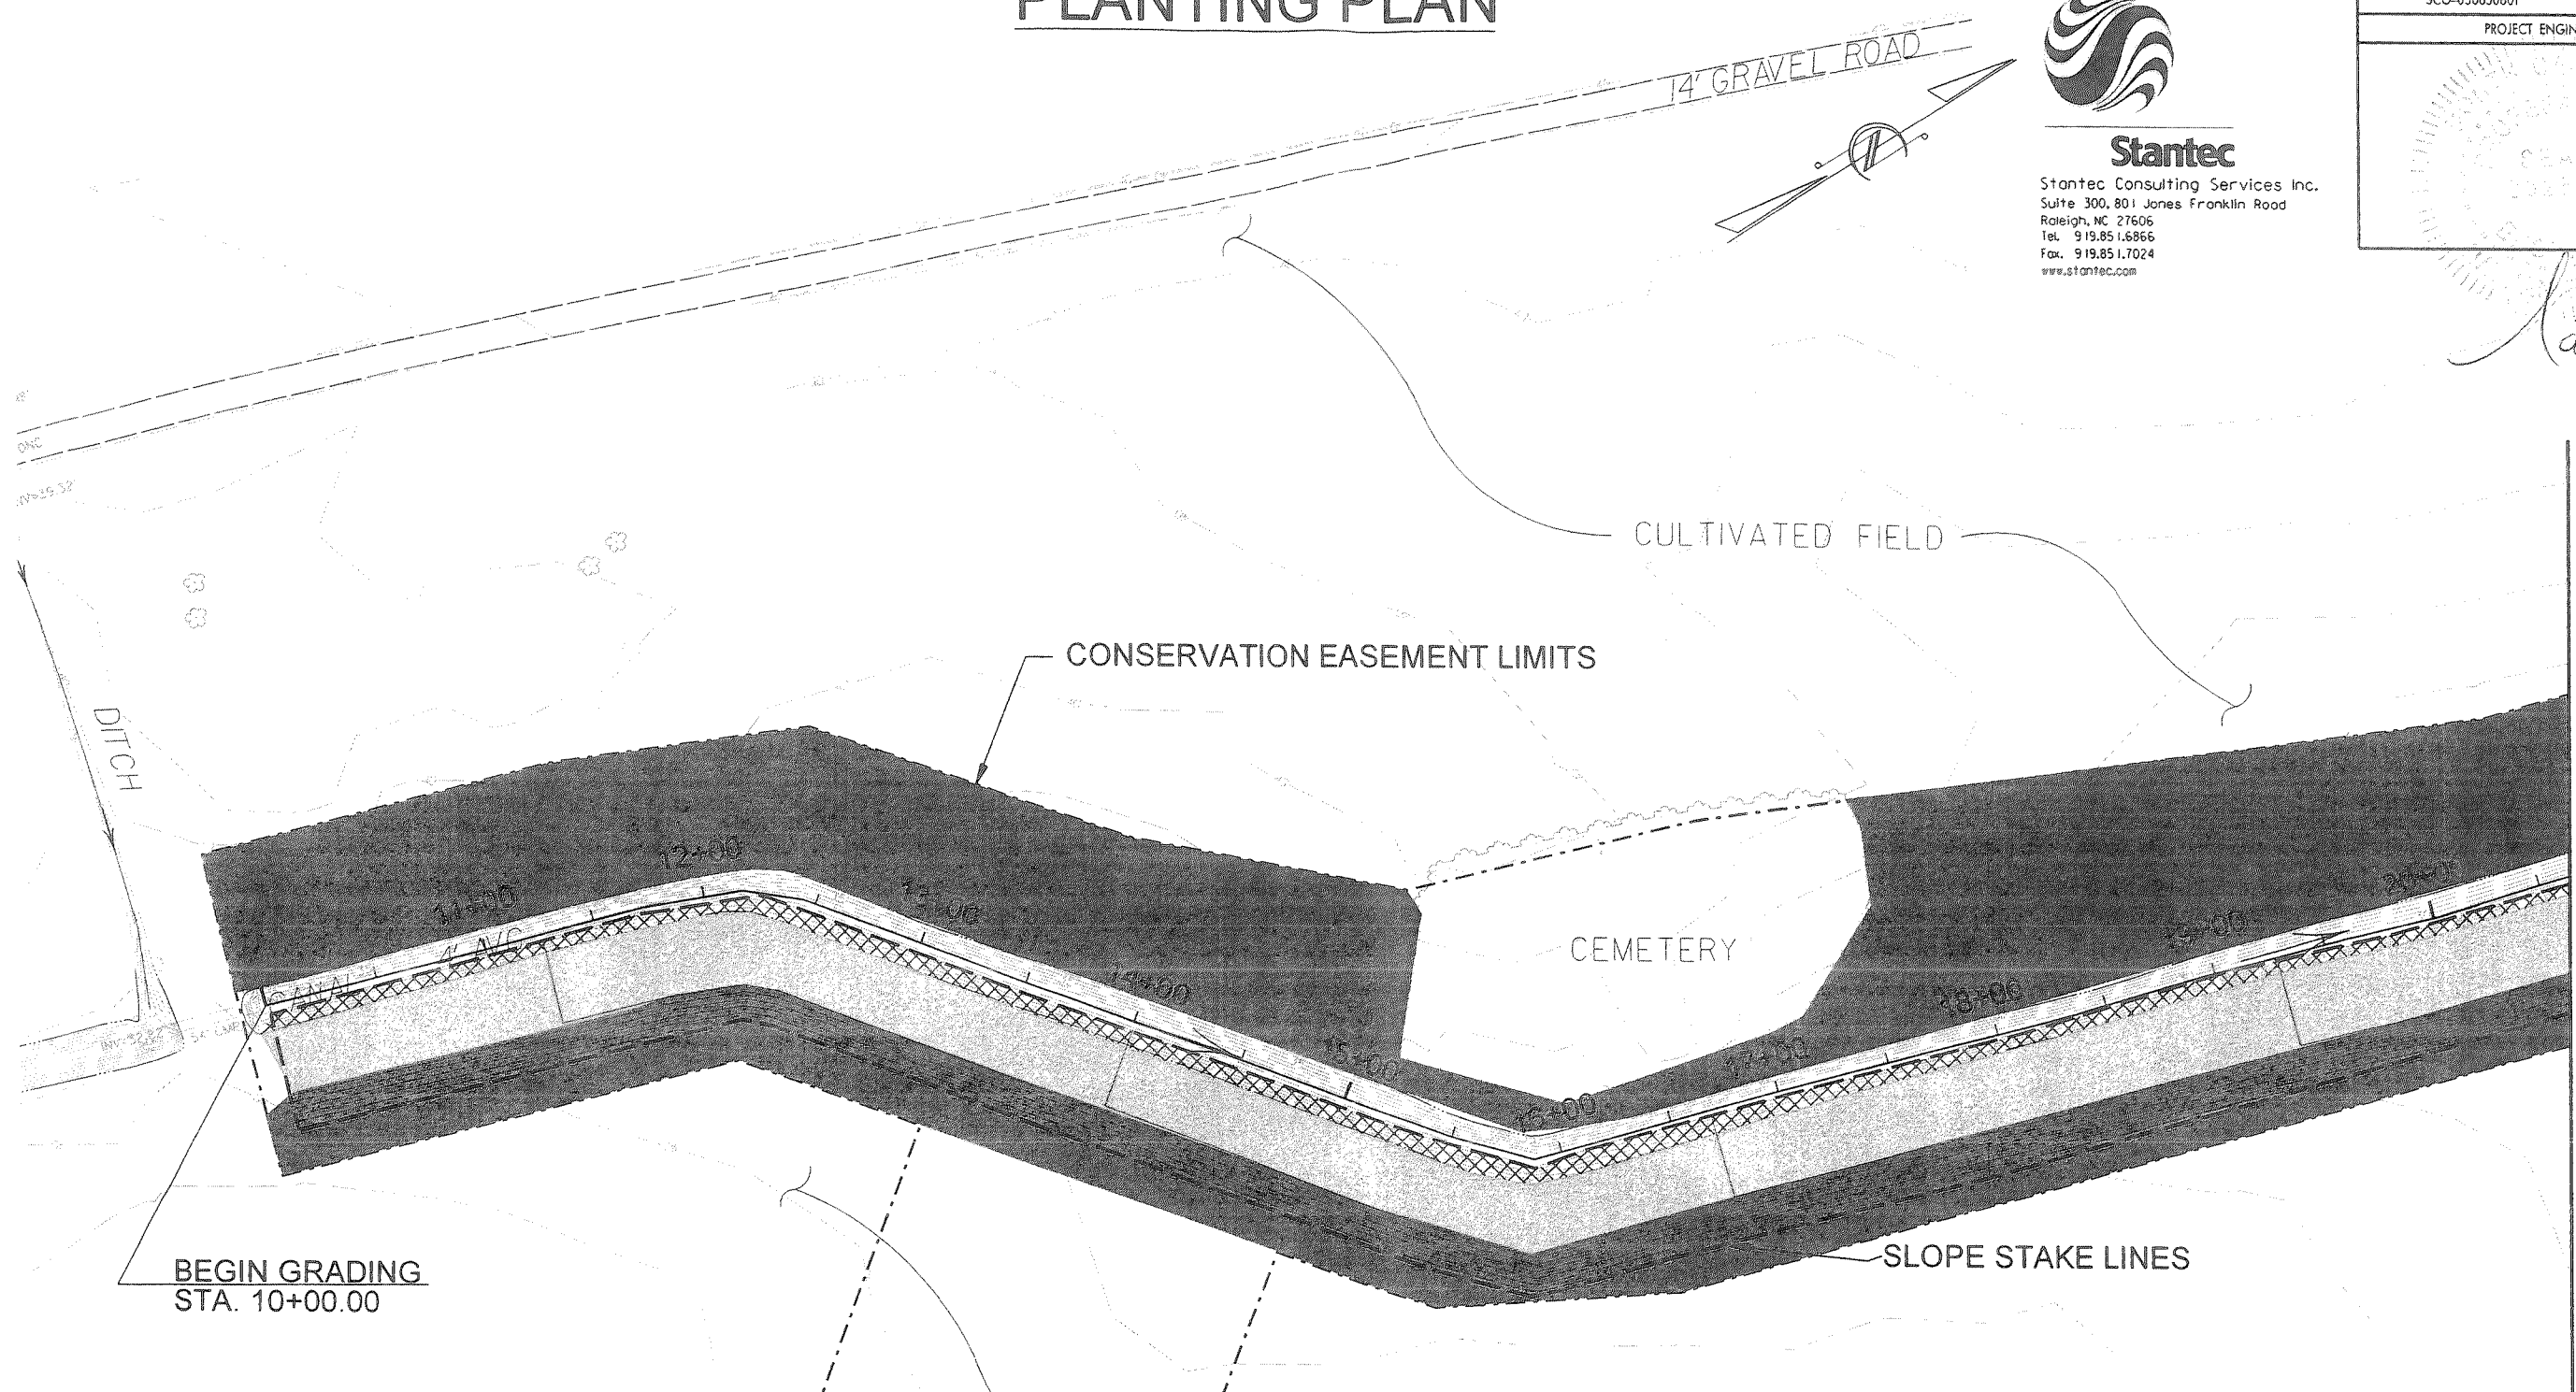 PLANTING PLAN
14' GRAVEL ROAD
PROJECT ENGIN
Stantec
Stantec Consulting Services Inc.
Suite 300, 801 Jones Franklin Road
Raleigh, NC 27606
Tel. 919.851.6866
Fax. 919.851.7024
www.stantec.com
CULTIVATED FIELD
CONSERVATION EASEMENT LIMITS
DITCH
12+00
11+00
13+00
4' AVG
CANAL
14+00
15+00
16+00
17+00
18+00
19+00
20+00
CEMETERY
SLOPE STAKE LINES
BEGIN GRADING
STA. 10+00.00